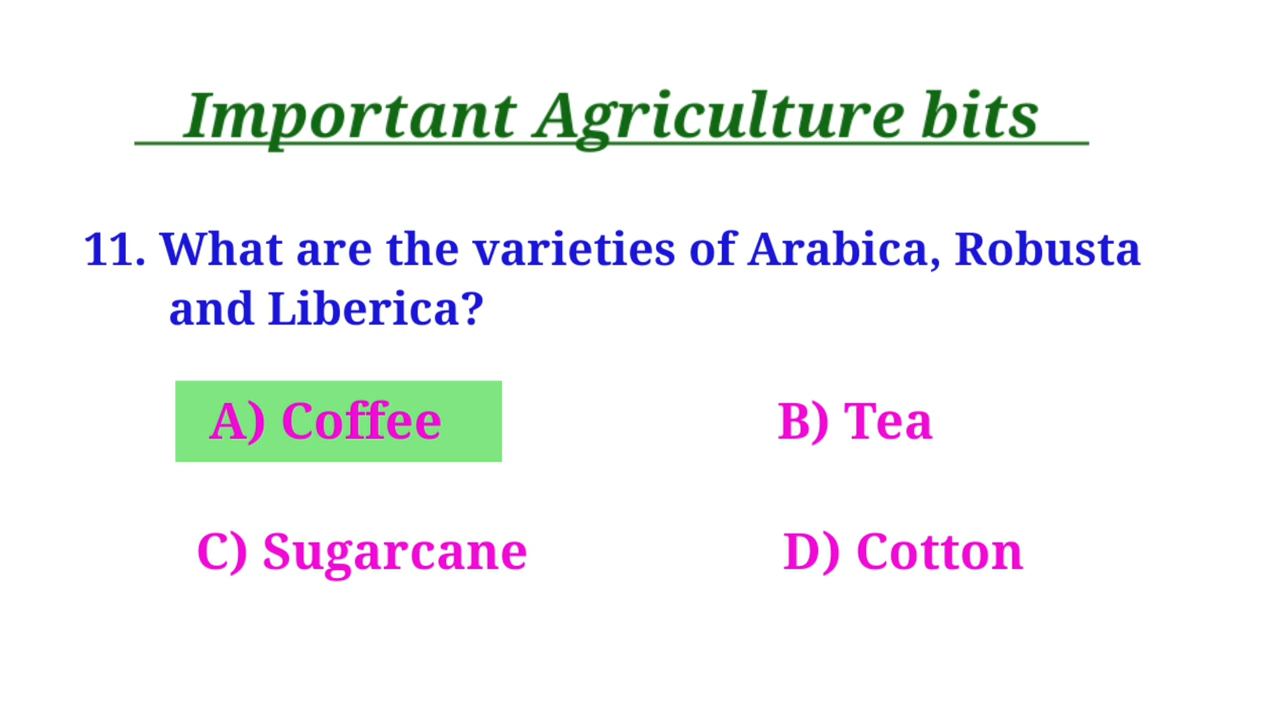 Important Agriculture bits
11. What are the varieties of Arabica, Robusta
and Liberica?
A) Coffee
B) Tea
C) Sugarcane
D) Cotton